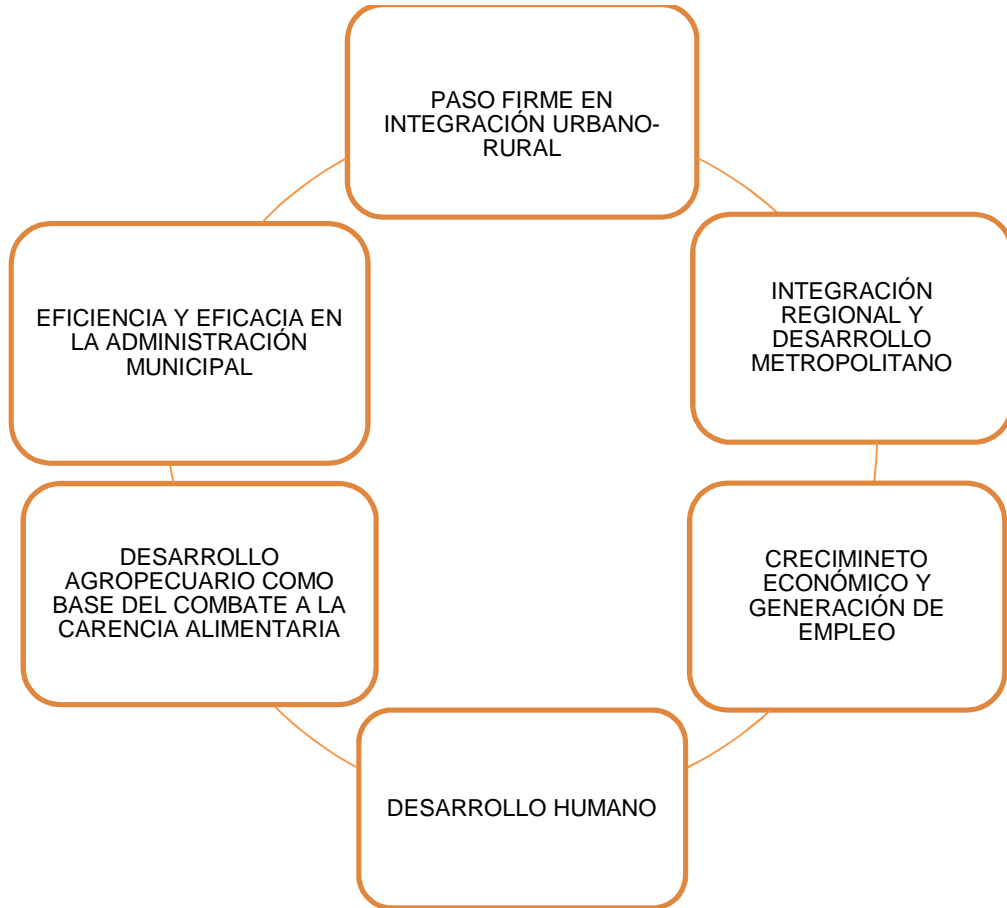 PASO FIRME EN
INTEGRACIÓN URBANO-
RURAL
INTEGRACIÓN
REGIONAL Y
DESARROLLO
METROPOLITANO
CRECIMINETO
ECONÓMICO Y
GENERACIÓN DE
EMPLEO
DESARROLLO HUMANO
DESARROLLO
AGROPECUARIO COMO
BASE DEL COMBATE A LA
CARENCIA ALIMENTARIA
EFICIENCIA Y EFICACIA EN
LA ADMINISTRACIÓN
MUNICIPAL